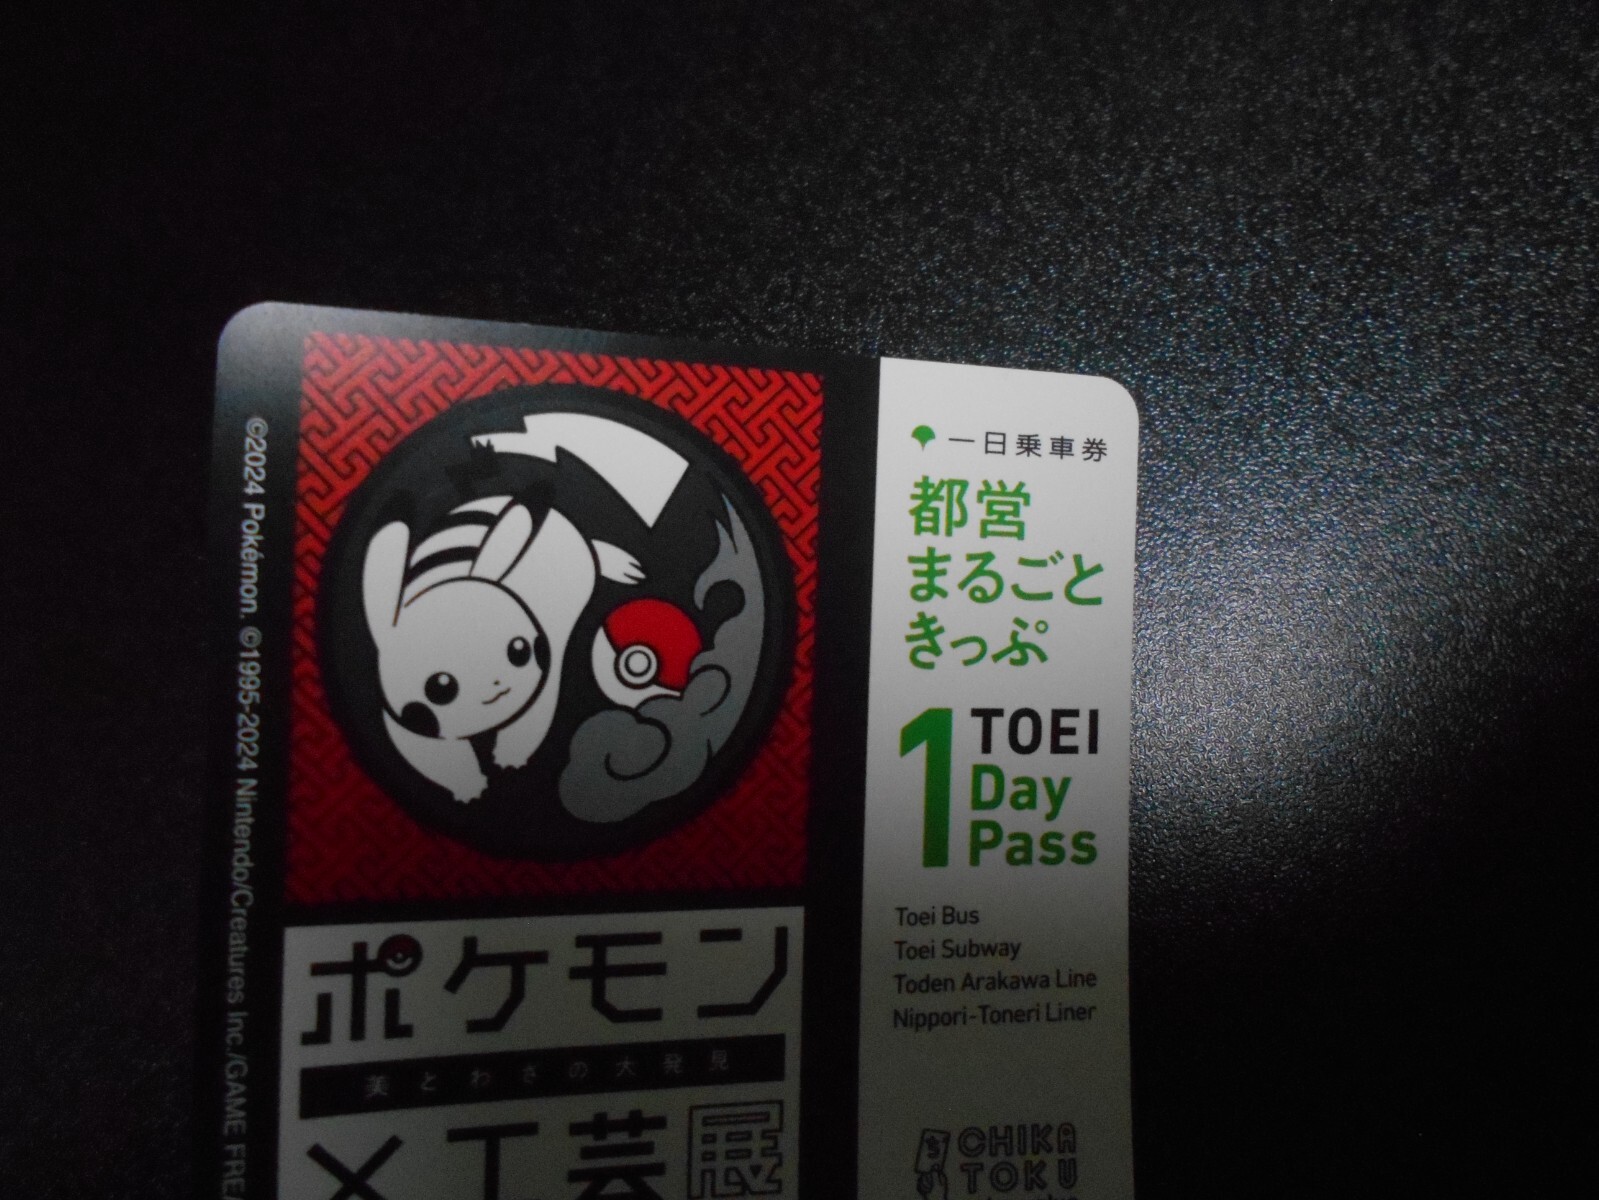 ©2024 Pokémon. ©1995-2024 Nintendo/Creatures Inc./GAME FREA
ポケモン
美とわざの大発見
×工芸展
一日乗車券
都営
まるごと
きっぷ
1
TOEI
Day
Pass
Toei Bus
Toei Subway
Toden Arakawa Line
Nippori-Toneri Liner
CHIKA
TOKU